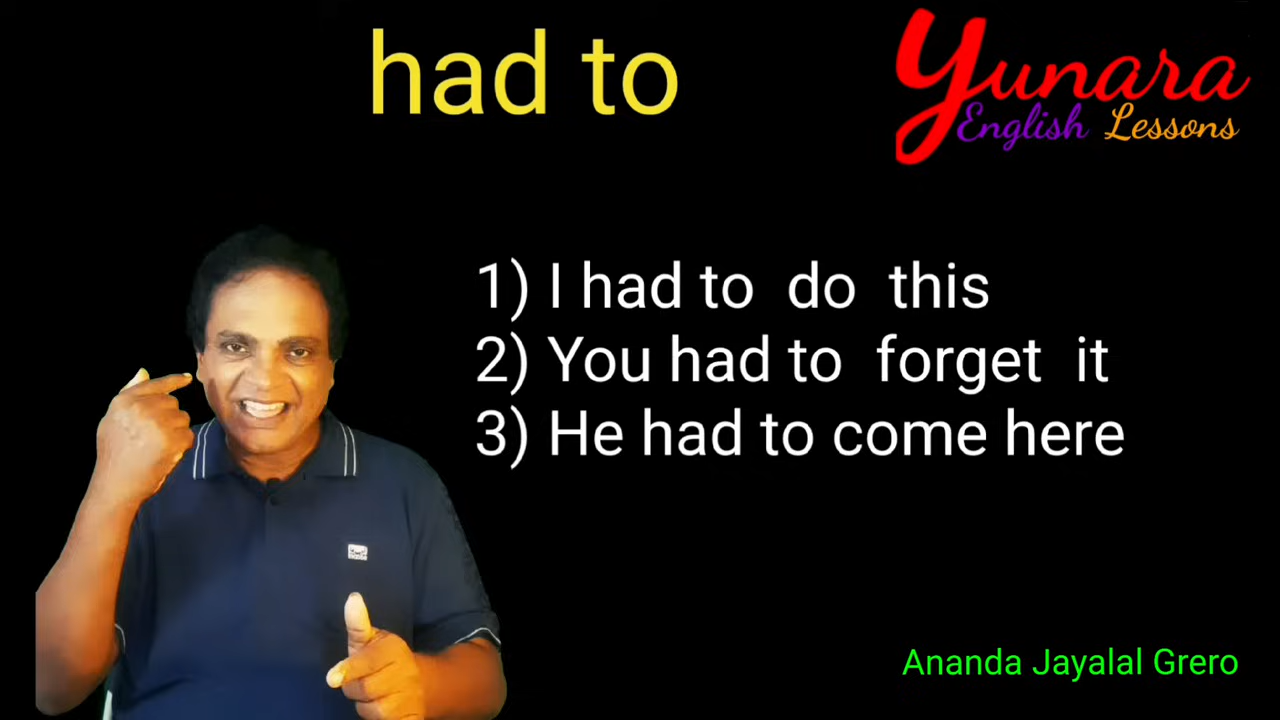 had to
Yunara
English Lessons
1) I had to do this
2) You had to forget it
3) He had to come here
Ananda Jayalal Grero